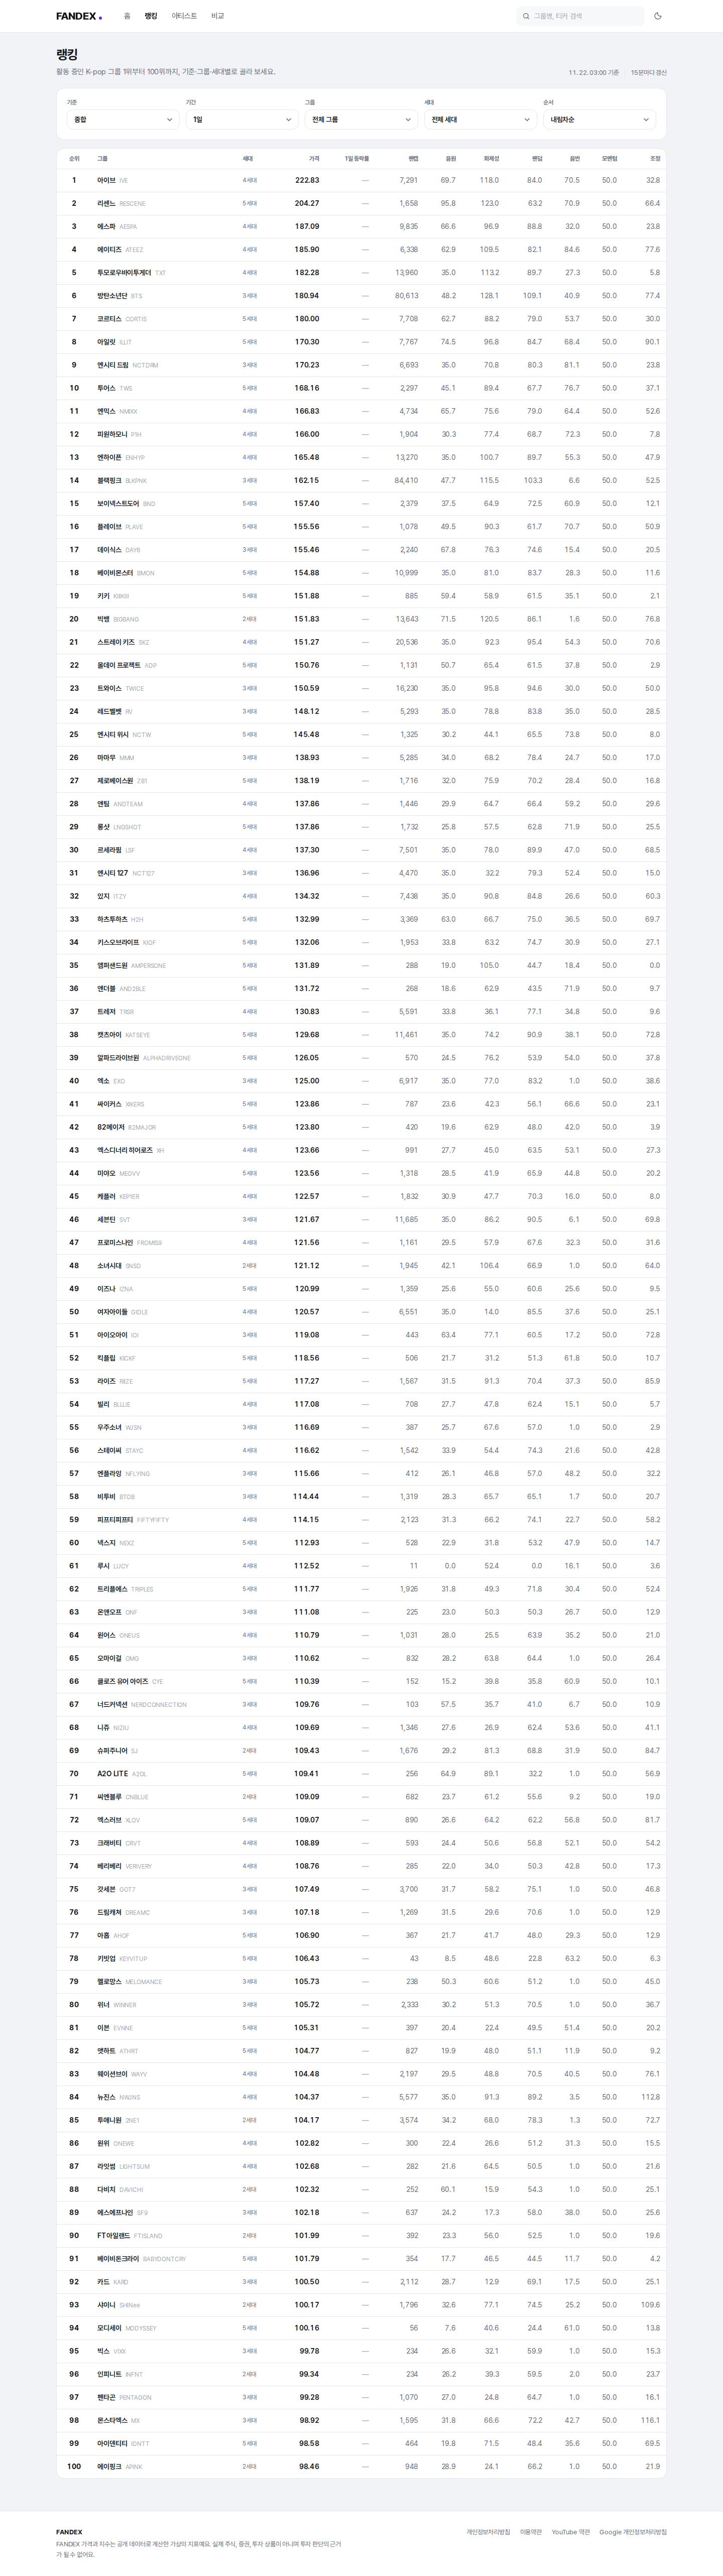 FANDEX 홈 랭킹 아티스트 비교 그룹명, 티커 검색
랭킹
활동 중인 K-pop 그룹 1위부터 100위까지, 기준·그룹·세대별로 골라 보세요. 11. 22. 03:00 기준 15분마다 갱신
기준 기간 그룹 세대 순서
종합 1일 전체 그룹 전체 세대 내림차순
순위 그룹 세대 가격 1일 등락률 팬캡 음원 화제성 팬덤 음반 모멘텀 조정
1 아이브 IVE 4세대 222.83 — 7,291 69.7 118.0 84.0 70.5 50.0 32.8
2 리센느 RESCENE 5세대 204.27 — 1,658 95.8 123.0 63.2 70.9 50.0 66.4
3 에스파 AESPA 4세대 187.09 — 9,835 66.6 96.9 88.8 32.0 50.0 23.8
4 에이티즈 ATEEZ 4세대 185.90 — 6,338 62.9 109.5 82.1 84.6 50.0 77.6
5 투모로우바이투게더 TXT 4세대 182.28 — 13,960 35.0 113.2 89.7 27.3 50.0 5.8
6 방탄소년단 BTS 3세대 180.94 — 80,613 48.2 128.1 109.1 40.9 50.0 77.4
7 코르티스 CORTIS 5세대 180.00 — 7,708 62.7 88.2 79.0 53.7 50.0 30.0
8 아일릿 ILLIT 5세대 170.30 — 7,767 74.5 96.8 84.7 68.4 50.0 90.1
9 엔시티 드림 NCTDRM 3세대 170.23 — 6,693 35.0 70.8 80.3 81.1 50.0 23.8
10 투어스 TWS 5세대 168.16 — 2,297 45.1 89.4 67.7 76.7 50.0 37.1
11 엔믹스 NMIXX 4세대 166.83 — 4,734 65.7 75.6 79.0 64.4 50.0 52.6
12 피원하모니 P1H 4세대 166.00 — 1,904 30.3 77.4 68.7 72.3 50.0 7.8
13 엔하이픈 ENHYP 4세대 165.48 — 13,270 35.0 100.7 89.7 55.3 50.0 47.9
14 블랙핑크 BLKPNK 3세대 162.15 — 84,410 47.7 115.5 103.3 6.6 50.0 52.5
15 보이넥스트도어 BND 5세대 157.40 — 2,379 37.5 64.9 72.5 60.9 50.0 12.1
16 플레이브 PLAVE 5세대 155.56 — 1,078 49.5 90.3 61.7 70.7 50.0 50.9
17 데이식스 DAY6 3세대 155.46 — 2,240 67.8 76.3 74.6 15.4 50.0 20.5
18 베이비몬스터 BMON 5세대 154.88 — 10,999 35.0 81.0 83.7 28.3 50.0 11.6
19 키키 KIIKIII 5세대 151.88 — 885 59.4 58.9 61.5 35.1 50.0 2.1
20 빅뱅 BIGBANG 2세대 151.83 — 13,643 71.5 120.5 86.1 1.6 50.0 76.8
21 스트레이 키즈 SKZ 4세대 151.27 — 20,536 35.0 92.3 95.4 54.3 50.0 70.6
22 올데이 프로젝트 ADP 5세대 150.76 — 1,131 50.7 65.4 61.5 37.8 50.0 2.9
23 트와이스 TWICE 3세대 150.59 — 16,230 35.0 95.8 94.6 30.0 50.0 50.0
24 레드벨벳 RV 3세대 148.12 — 5,293 35.0 78.8 83.8 35.0 50.0 28.5
25 엔시티 위시 NCTW 5세대 145.48 — 1,325 30.2 44.1 65.5 73.8 50.0 8.0
26 마마무 MMM 3세대 138.93 — 5,285 34.0 68.2 78.4 24.7 50.0 17.0
27 제로베이스원 ZB1 5세대 138.19 — 1,716 32.0 75.9 70.2 28.4 50.0 16.8
28 앤팀 ANDTEAM 4세대 137.86 — 1,446 29.9 64.7 66.4 59.2 50.0 29.6
29 롱샷 LNGSHOT 5세대 137.86 — 1,732 25.8 57.5 62.8 71.9 50.0 25.5
30 르세라핌 LSF 4세대 137.30 — 7,501 35.0 78.0 89.9 47.0 50.0 68.5
31 엔시티 127 NCT127 3세대 136.96 — 4,470 35.0 32.2 79.3 52.4 50.0 15.0
32 있지 ITZY 4세대 134.32 — 7,438 35.0 90.8 84.8 26.6 50.0 60.3
33 하츠투하츠 H2H 5세대 132.99 — 3,369 63.0 66.7 75.0 36.5 50.0 69.7
34 키스오브라이프 KIOF 5세대 132.06 — 1,953 33.8 63.2 74.7 30.9 50.0 27.1
35 앰퍼샌드원 AMPERSONE 5세대 131.89 — 288 19.0 105.0 44.7 18.4 50.0 0.0
36 앤더블 AND2BLE 5세대 131.72 — 268 18.6 62.9 43.5 71.9 50.0 9.7
37 트레저 TRSR 4세대 130.83 — 5,591 33.8 36.1 77.1 34.8 50.0 9.6
38 캣츠아이 KATSEYE 5세대 129.68 — 11,461 35.0 74.2 90.9 38.1 50.0 72.8
39 알파드라이브원 ALPHADRIVEONE 5세대 126.05 — 570 24.5 76.2 53.9 54.0 50.0 37.8
40 엑소 EXO 3세대 125.00 — 6,917 35.0 77.0 83.2 1.0 50.0 38.6
41 싸이커스 XIKERS 5세대 123.86 — 787 23.6 42.3 56.1 66.6 50.0 23.1
42 82메이저 82MAJOR 5세대 123.80 — 420 19.6 62.9 48.0 42.0 50.0 3.9
43 엑스디너리 히어로즈 XH 4세대 123.66 — 991 27.7 45.0 63.5 53.1 50.0 27.3
44 미야오 MEOVV 5세대 123.56 — 1,318 28.5 41.9 65.9 44.8 50.0 20.2
45 케플러 KEP1ER 4세대 122.57 — 1,832 30.9 47.7 70.3 16.0 50.0 8.0
46 세븐틴 SVT 3세대 121.67 — 11,685 35.0 86.2 90.5 6.1 50.0 69.8
47 프로미스나인 FROMIS9 4세대 121.56 — 1,161 29.5 57.9 67.6 32.3 50.0 31.6
48 소녀시대 SNSD 2세대 121.12 — 1,945 42.1 106.4 66.9 1.0 50.0 64.0
49 이즈나 IZNA 5세대 120.99 — 1,359 25.6 55.0 60.6 25.6 50.0 9.5
50 여자아이들 GIDLE 4세대 120.57 — 6,551 35.0 14.0 85.5 37.6 50.0 25.1
51 아이오아이 IOI 3세대 119.08 — 443 63.4 77.1 60.5 17.2 50.0 72.8
52 킥플립 KICKF 5세대 118.56 — 506 21.7 31.2 51.3 61.8 50.0 10.7
53 라이즈 RIIZE 5세대 117.27 — 1,567 31.5 91.3 70.4 37.3 50.0 85.9
54 빌리 BLLLIE 4세대 117.08 — 708 27.7 47.8 62.4 15.1 50.0 5.7
55 우주소녀 WJSN 3세대 116.69 — 387 25.7 67.6 57.0 1.0 50.0 2.9
56 스테이씨 STAYC 4세대 116.62 — 1,542 33.9 54.4 74.3 21.6 50.0 42.8
57 엔플라잉 NFLYING 3세대 115.66 — 412 26.1 46.8 57.0 48.2 50.0 32.2
58 비투비 BTOB 3세대 114.44 — 1,319 28.3 65.7 65.1 1.7 50.0 20.7
59 피프티피프티 FIFTYFIFTY 4세대 114.15 — 2,123 31.3 66.2 74.1 22.7 50.0 58.2
60 넥스지 NEXZ 5세대 112.93 — 528 22.9 31.8 53.2 47.9 50.0 14.7
61 루시 LUCY 4세대 112.52 — 11 0.0 52.4 0.0 16.1 50.0 3.6
62 트리플에스 TRIPLES 5세대 111.77 — 1,926 31.8 49.3 71.8 30.4 50.0 52.4
63 온앤오프 ONF 3세대 111.08 — 225 23.0 50.3 50.3 26.7 50.0 12.9
64 원어스 ONEUS 4세대 110.79 — 1,031 28.0 25.5 63.9 35.2 50.0 21.0
65 오마이걸 OMG 3세대 110.62 — 832 28.2 63.8 64.4 1.0 50.0 26.4
66 클로즈 유어 아이즈 CYE 5세대 110.39 — 152 15.2 39.8 35.8 60.9 50.0 10.1
67 너드커넥션 NERDCONNECTION 3세대 109.76 — 103 57.5 35.7 41.0 6.7 50.0 10.9
68 니쥬 NIZIU 4세대 109.69 — 1,346 27.6 26.9 62.4 53.6 50.0 41.1
69 슈퍼주니어 SJ 2세대 109.43 — 1,676 29.2 81.3 68.8 31.9 50.0 84.7
70 A2O LITE A2OL 5세대 109.41 — 256 64.9 89.1 32.2 1.0 50.0 56.9
71 씨엔블루 CNBLUE 2세대 109.09 — 682 23.7 61.2 55.6 9.2 50.0 19.0
72 엑스러브 XLOV 5세대 109.07 — 890 26.6 64.2 62.2 56.8 50.0 81.7
73 크래비티 CRVT 4세대 108.89 — 593 24.4 50.6 56.8 52.1 50.0 54.2
74 베리베리 VERIVERY 4세대 108.76 — 285 22.0 34.0 50.3 42.8 50.0 17.3
75 갓세븐 GOT7 3세대 107.49 — 3,700 31.7 58.2 75.1 1.0 50.0 46.8
76 드림캐쳐 DREAMC 3세대 107.18 — 1,269 31.5 29.6 70.6 1.0 50.0 12.9
77 아홉 AHOF 5세대 106.90 — 367 21.7 41.7 48.0 29.3 50.0 12.9
78 키빗업 KEYVITUP 5세대 106.43 — 43 8.5 48.6 22.8 63.2 50.0 6.3
79 멜로망스 MELOMANCE 3세대 105.73 — 238 50.3 60.6 51.2 1.0 50.0 45.0
80 위너 WINNER 3세대 105.72 — 2,333 30.2 51.3 70.5 1.0 50.0 36.7
81 이븐 EVNNE 5세대 105.31 — 397 20.4 22.4 49.5 51.4 50.0 20.2
82 앳하트 ATHRT 5세대 104.77 — 827 19.9 48.0 51.1 11.9 50.0 9.2
83 웨이션브이 WAYV 4세대 104.48 — 2,197 29.5 48.8 70.5 40.5 50.0 76.1
84 뉴진스 NWJNS 4세대 104.37 — 5,577 35.0 91.3 89.2 3.5 50.0 112.8
85 투애니원 2NE1 2세대 104.17 — 3,574 34.2 68.0 78.3 1.3 50.0 72.7
86 원위 ONEWE 4세대 102.82 — 300 22.4 26.6 52.1 31.3 50.0 15.5
87 라잇썸 LIGHTSUM 4세대 102.68 — 282 21.6 64.5 50.5 1.0 50.0 21.6
88 다비치 DAVICHI 2세대 102.32 — 252 60.1 15.9 54.3 1.0 50.0 25.1
89 에스에프나인 SF9 3세대 102.18 — 637 24.2 17.3 58.0 38.0 50.0 25.6
90 FT아일랜드 FTISLAND 2세대 101.99 — 392 23.3 56.0 52.5 1.0 50.0 19.6
91 베이비돈크라이 BABYDONTCRY 5세대 101.79 — 354 17.7 46.5 44.5 11.7 50.0 4.2
92 카드 KARD 3세대 100.50 — 2,112 28.7 12.9 69.1 17.5 50.0 25.1
93 샤이니 SHINee 2세대 100.17 — 1,796 32.6 77.1 74.5 25.2 50.0 109.6
94 모디세이 MODYSSEY 5세대 100.16 — 56 7.6 40.6 24.4 61.0 50.0 13.8
95 빅스 VIXX 3세대 99.78 — 234 26.6 32.1 59.9 1.0 50.0 15.3
96 인피니트 INFNT 2세대 99.34 — 234 26.2 39.3 59.5 2.0 50.0 23.7
97 펜타곤 PENTAGON 3세대 99.28 — 1,070 27.0 24.8 64.7 1.0 50.0 16.1
98 몬스타엑스 MX 3세대 98.92 — 1,595 31.8 66.6 72.2 42.7 50.0 116.1
99 아이덴티티 IDNTT 5세대 98.58 — 464 19.8 71.5 48.4 35.6 50.0 69.5
100 에이핑크 APINK 2세대 98.46 — 948 28.9 24.1 66.2 1.0 50.0 21.9
FANDEX 개인정보처리방침 이용약관 YouTube 약관 Google 개인정보처리방침
FANDEX 가격과 지수는 공개 데이터로 계산한 가상의 지표예요. 실제 주식, 증권, 투자 상품이 아니며 투자 판단의 근거
가 될 수 없어요.